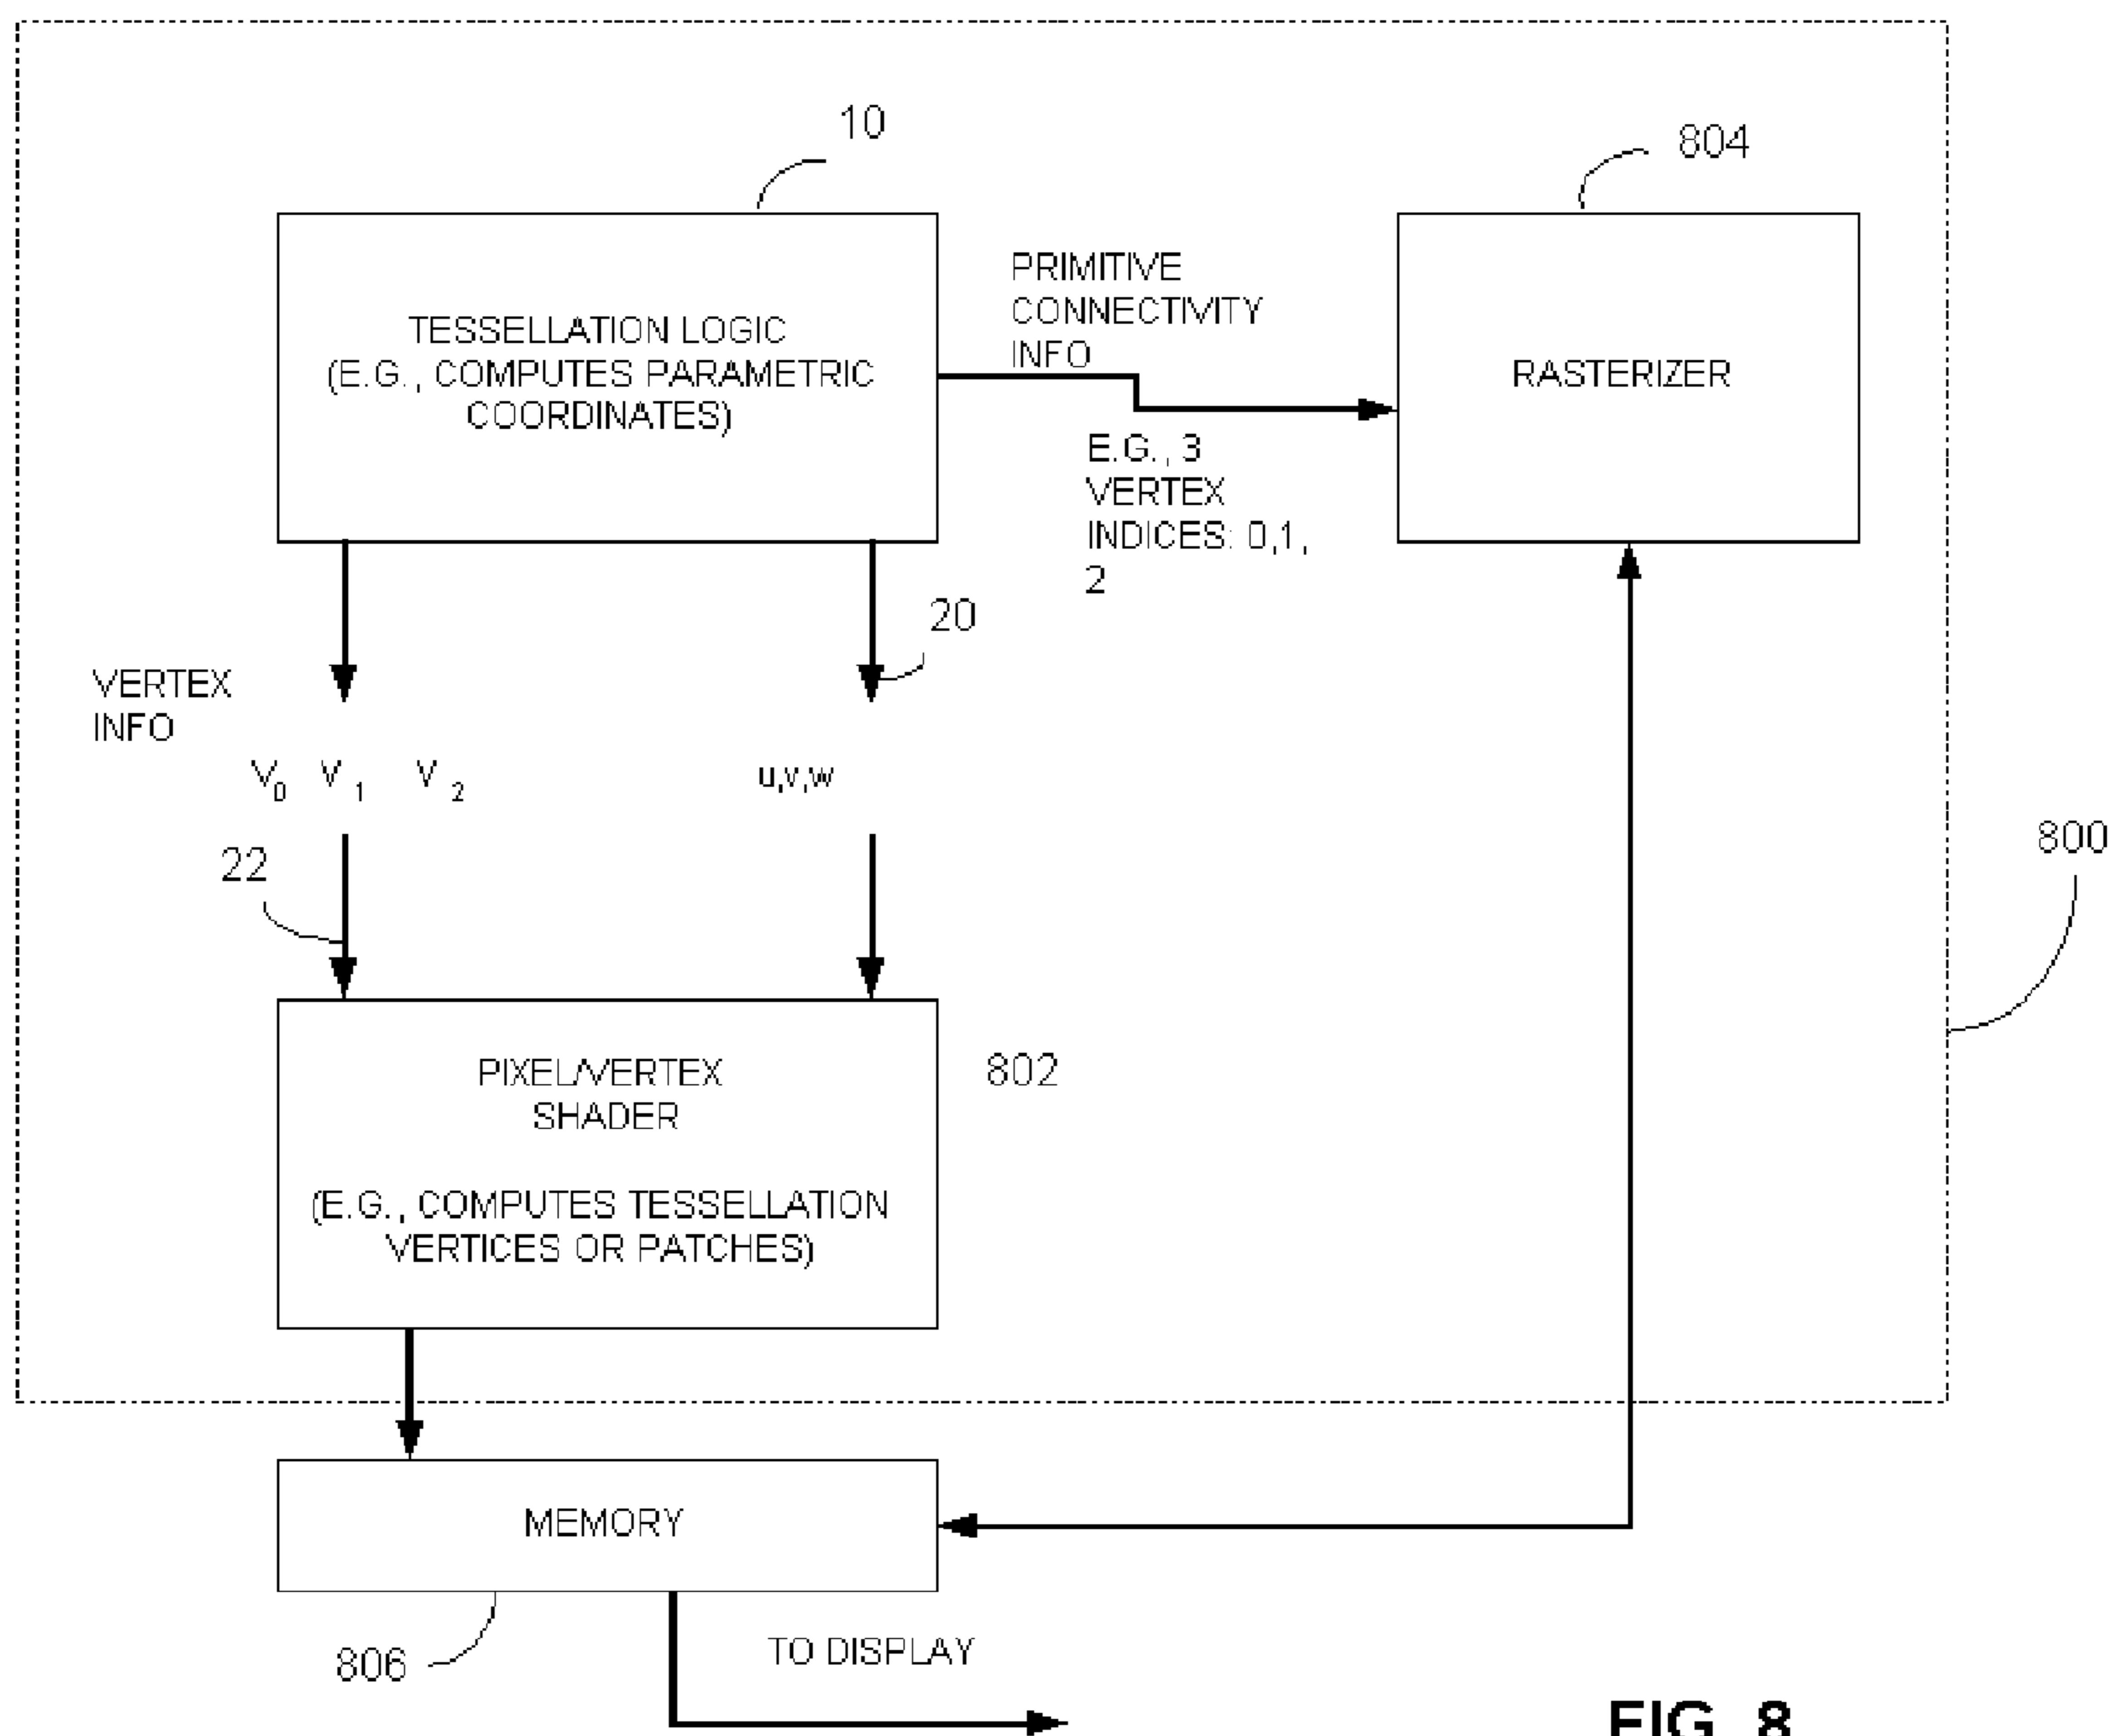 10
804
TESSELLATION LOGIC
(E.G., COMPUTES PARAMETRIC
COORDINATES)
PRIMITIVE
CONNECTIVITY
INFO
RASTERIZER
E.G., 3
VERTEX
INDICES: 0,1,
2
20
VERTEX
INFO
V0 V1 V2
u,v,w
22
800
PIXEL/VERTEX
SHADER
802
(E.G., COMPUTES TESSELLATION
VERTICES OR PATCHES)
MEMORY
806
TO DISPLAY
FIG. 8